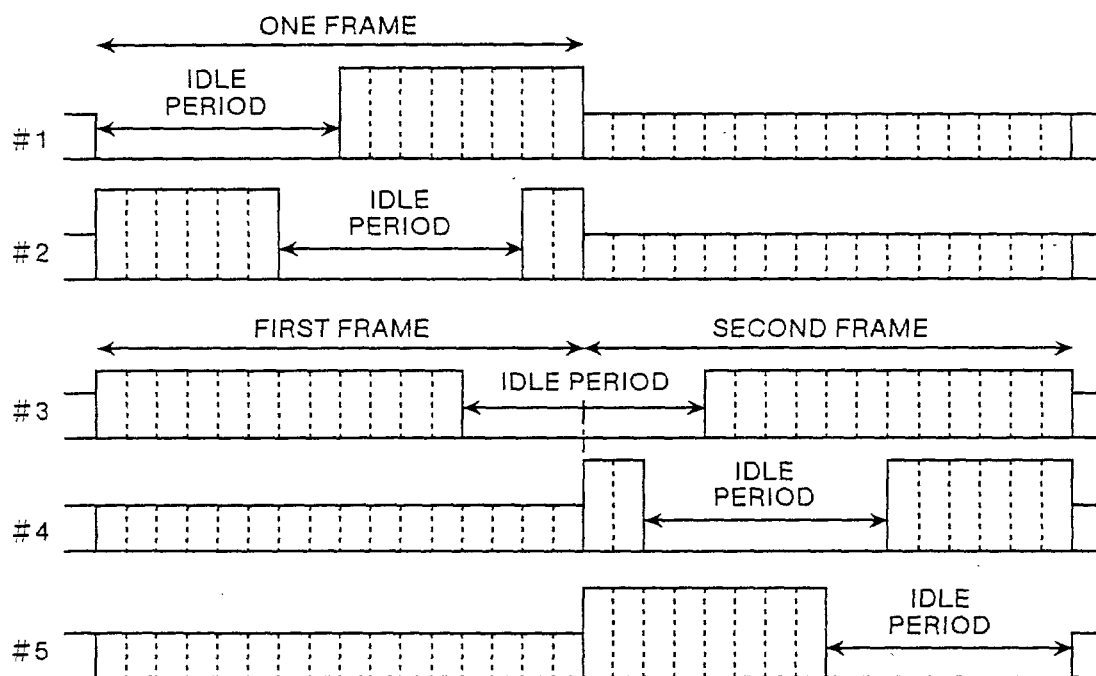 ONE FRAME
IDLE
PERIOD
#1
IDLE
PERIOD
#2
FIRST FRAME
SECOND FRAME
IDLE PERIOD
#3
IDLE
PERIOD
#4
IDLE
PERIOD
#5